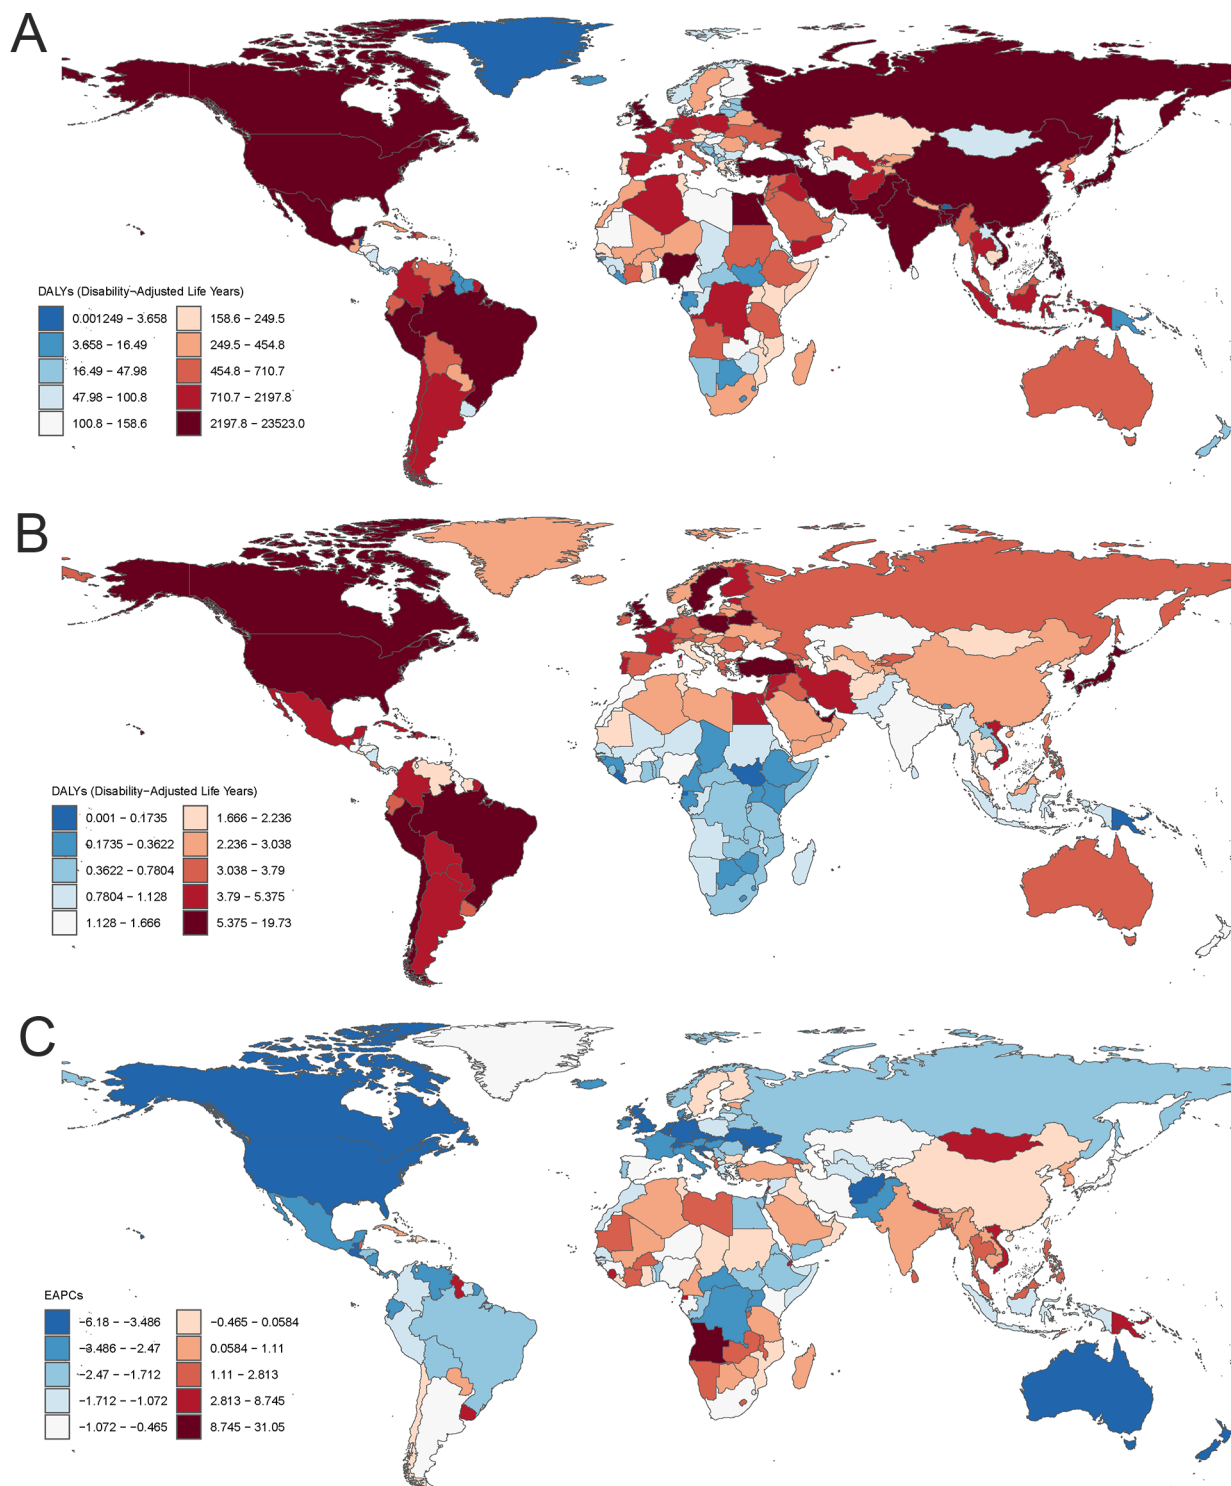 A
DALYs (Disability-Adjusted Life Years)
0.001249 − 3.658 158.6 − 249.5
3.658 − 16.49 249.5 − 454.8
16.49 − 47.98 454.8 − 710.7
47.98 − 100.8 710.7 − 2197.8
100.8 − 158.6 2197.8 − 23523.0
B
DALYs (Disability-Adjusted Life Years)
0.001 − 0.1735 1.666 − 2.236
0.1735 − 0.3622 2.236 − 3.038
0.3622 − 0.7804 3.038 − 3.79
0.7804 − 1.128 3.79 − 5.375
1.128 − 1.666 5.375 − 19.73
C
EAPCs
−6.18 − −3.486 −0.465 − 0.0584
−3.486 − −2.47 0.0584 − 1.11
−2.47 − −1.712 1.11 − 2.813
−1.712 − −1.072 2.813 − 8.745
−1.072 − −0.465 8.745 − 31.05